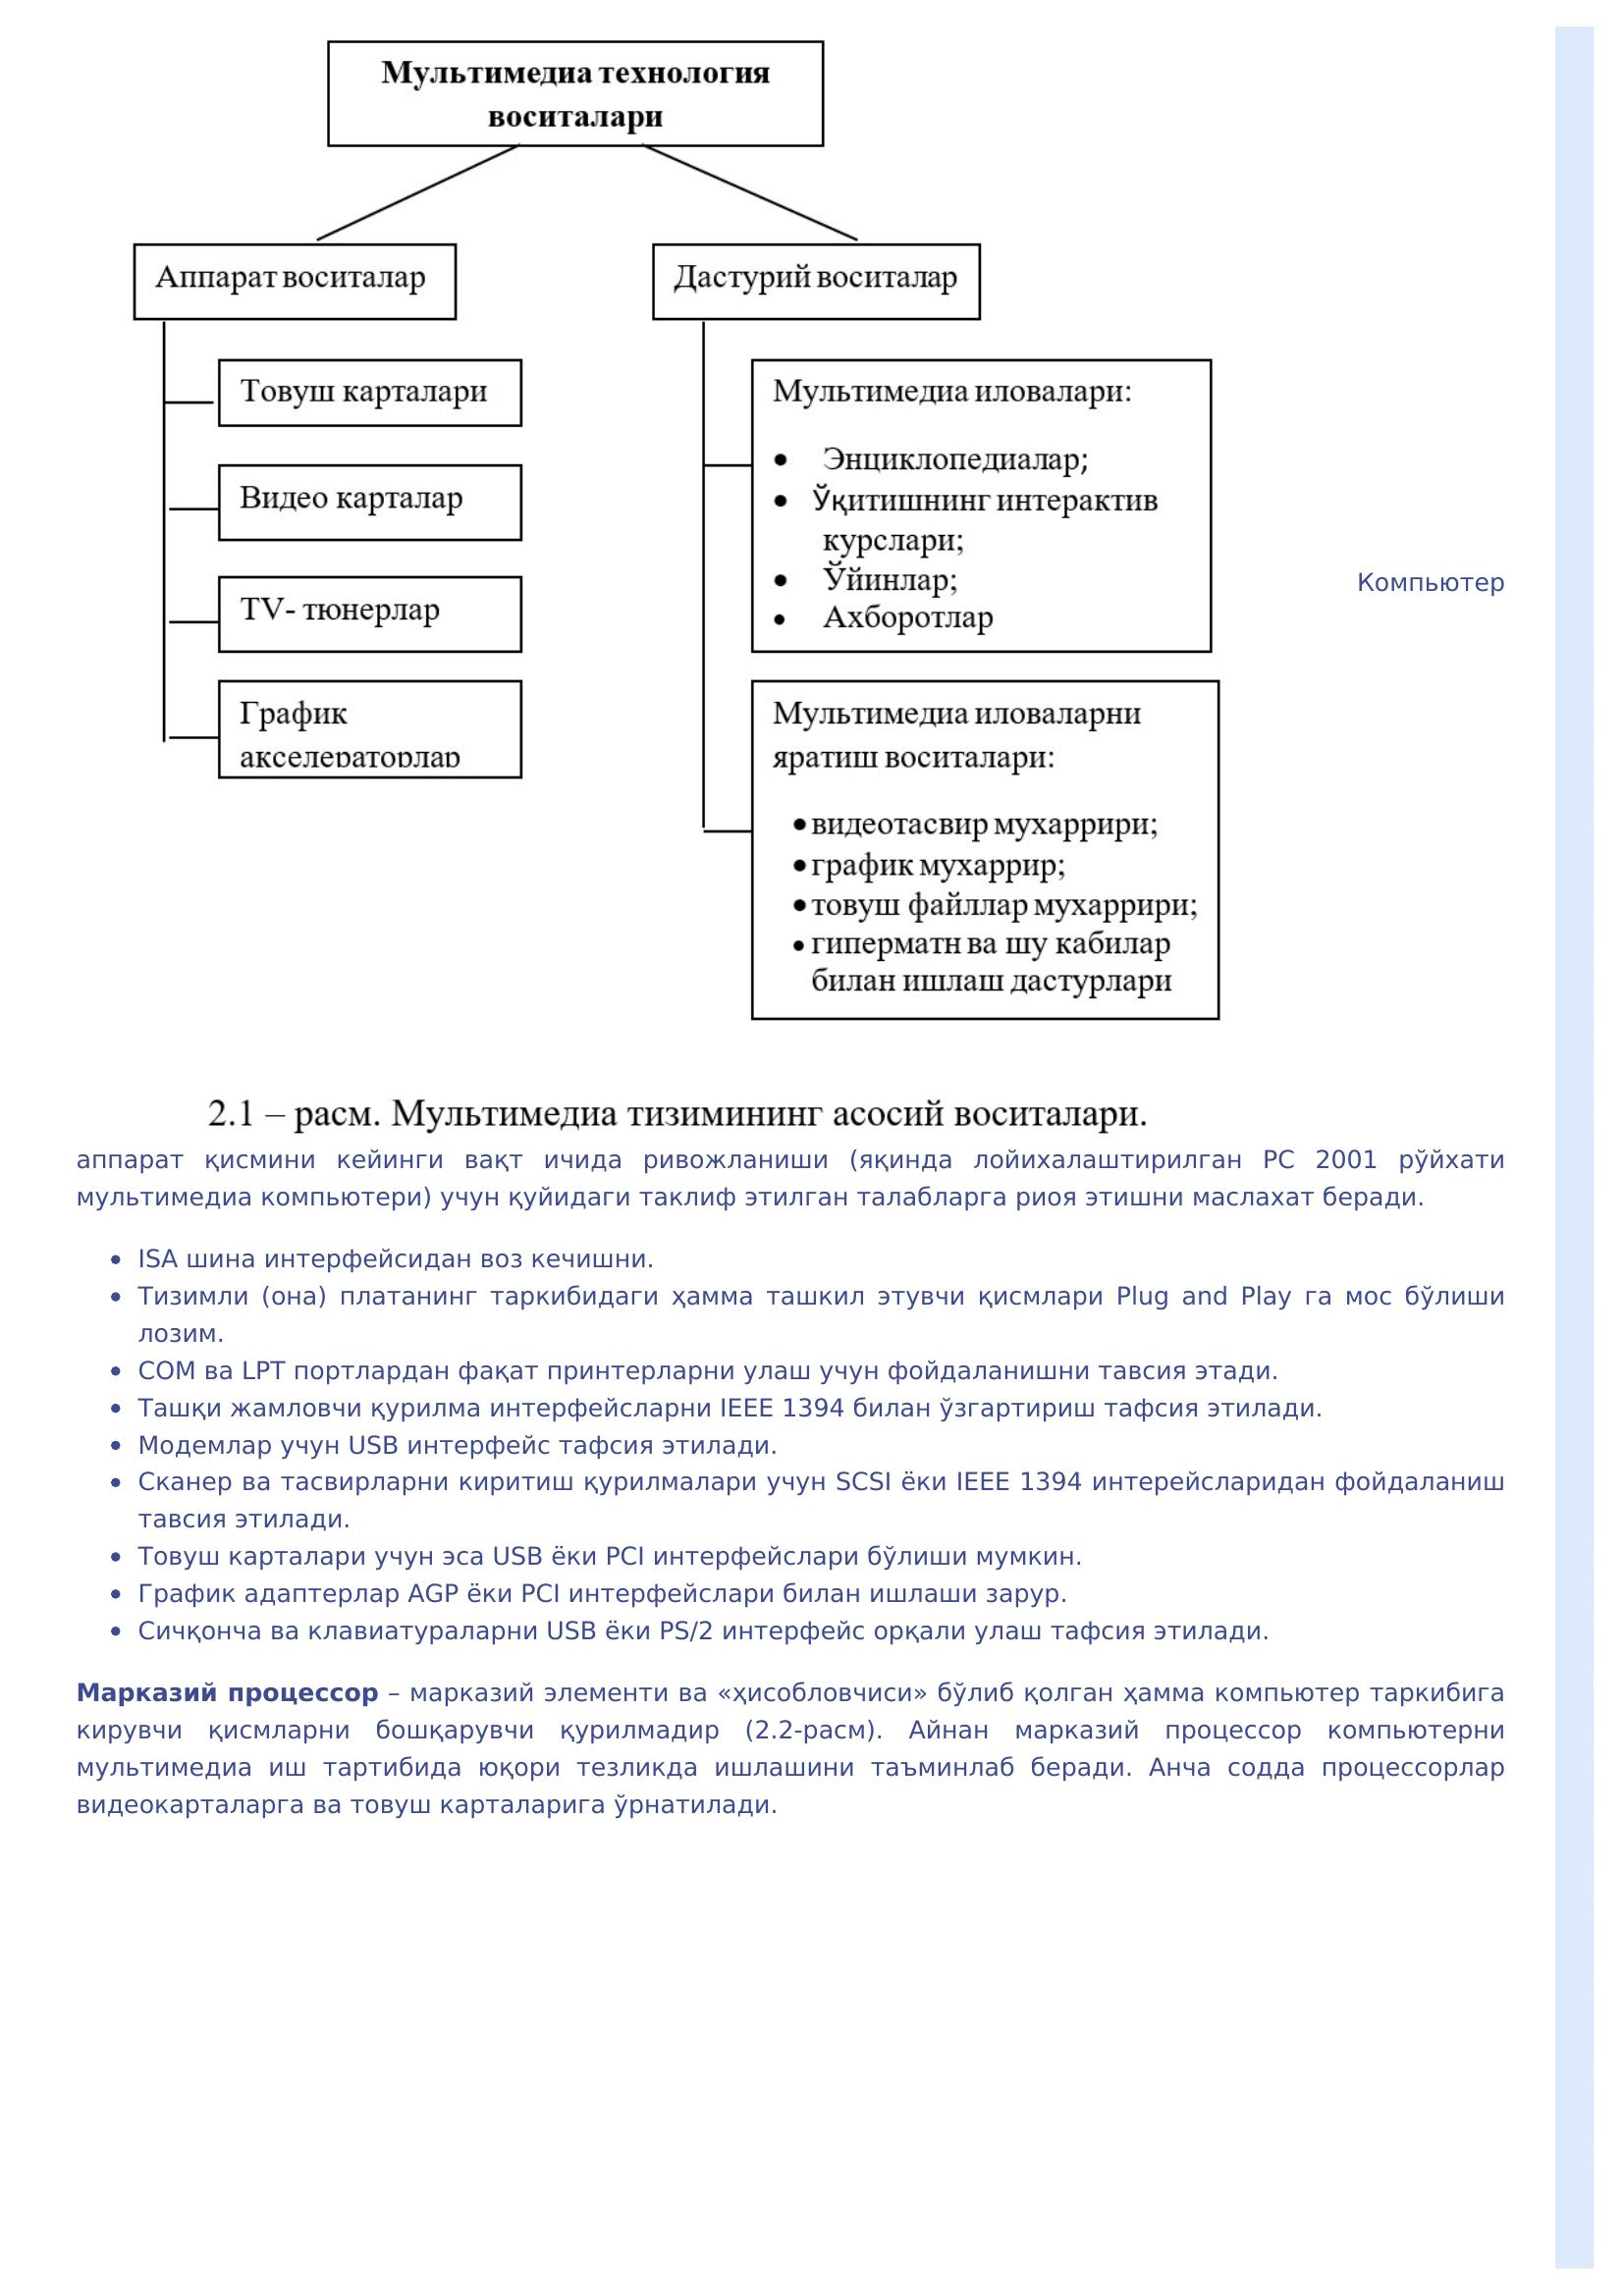 Мультимедиа технология
воситалари
Аппарат воситалар
Товуш карталари
Видео карталар
TV- тюнерлар
График
акселераторлар
Дастурий воситалар
Мультимедиа иловалари:
• Энциклопедиалар;
• Ўқитишнинг интерактив
курслари;
• Ўйинлар;
• Ахборотлар
Мультимедиа иловаларни
яратиш воситалари:
• видеотасвир мухаррири;
• график мухаррир;
• товуш файллар мухаррири;
• гиперматн ва шу кабилар
билан ишлаш дастурлари
2.1 – расм. Мультимедиа тизимининг асосий воситалари.
Компьютер
аппарат қисмини кейинги вақт ичида ривожланиши (яқинда лойихалаштирилган PC 2001 рўйхати
мультимедиа компьютери) учун қуйидаги таклиф этилган талабларга риоя этишни маслахат беради.
• ISA шина интерфейсидан воз кечишни.
• Тизимли (она) платанинг таркибидаги ҳамма ташкил этувчи қисмлари Plug and Play га мос бўлиши
лозим.
• COM ва LPT портлардан фақат принтерларни улаш учун фойдаланишни тавсия этади.
• Ташқи жамловчи қурилма интерфейсларни IEEE 1394 билан ўзгартириш тафсия этилади.
• Модемлар учун USB интерфейс тафсия этилади.
• Сканер ва тасвирларни киритиш қурилмалари учун SCSI ёки IEEE 1394 интерейсларидан фойдаланиш
тавсия этилади.
• Товуш карталари учун эса USB ёки PCI интерфейслари бўлиши мумкин.
• График адаптерлар AGP ёки PCI интерфейслари билан ишлаши зарур.
• Сичқонча ва клавиатураларни USB ёки PS/2 интерфейс орқали улаш тафсия этилади.
Марказий процессор – марказий элементи ва «ҳисобловчиси» бўлиб қолган ҳамма компьютер таркибига
кирувчи қисмларни бошқарувчи қурилмадир (2.2-расм). Айнан марказий процессор компьютерни
мультимедиа иш тартибида юқори тезликда ишлашини таъминлаб беради. Анча содда процессорлар
видеокарталарга ва товуш карталарига ўрнатилади.